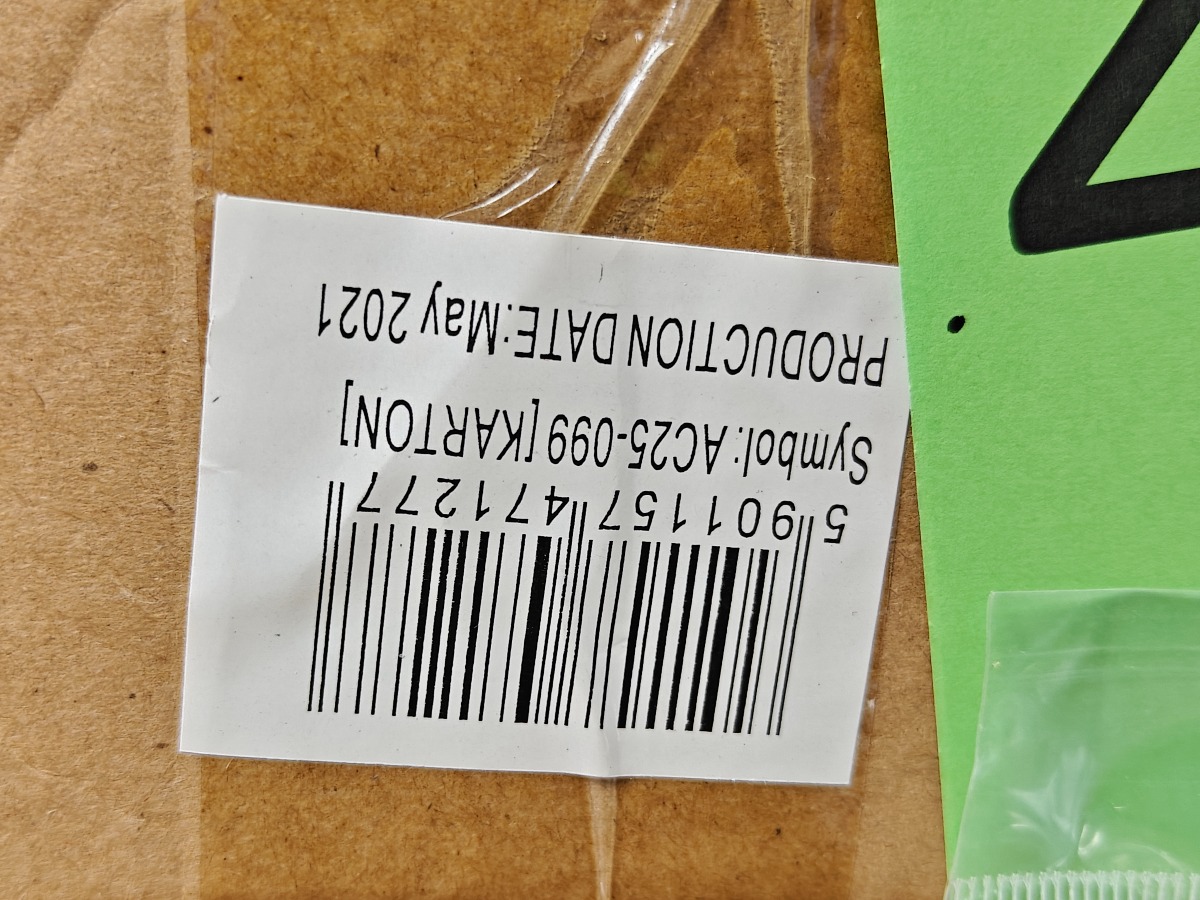 5 901157 471277
Symbol: AC25-099 [KARTON]
PRODUCTION DATE:May 2021